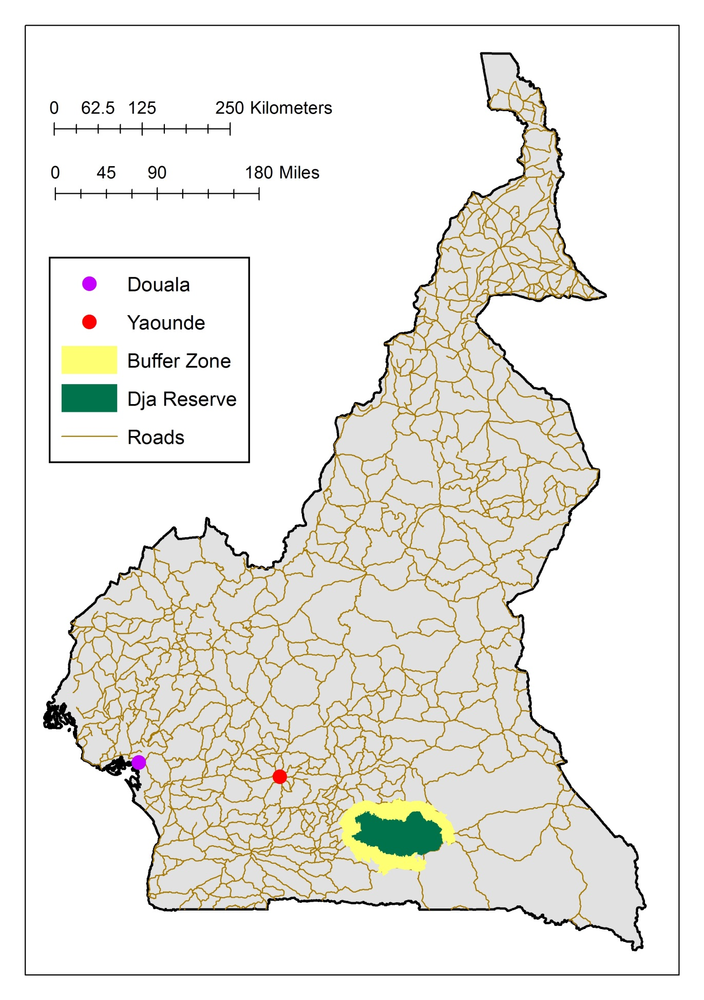 0 62.5 125 250 Kilometers
0 45 90 180 Miles
Douala
Yaounde
Buffer Zone
Dja Reserve
Roads